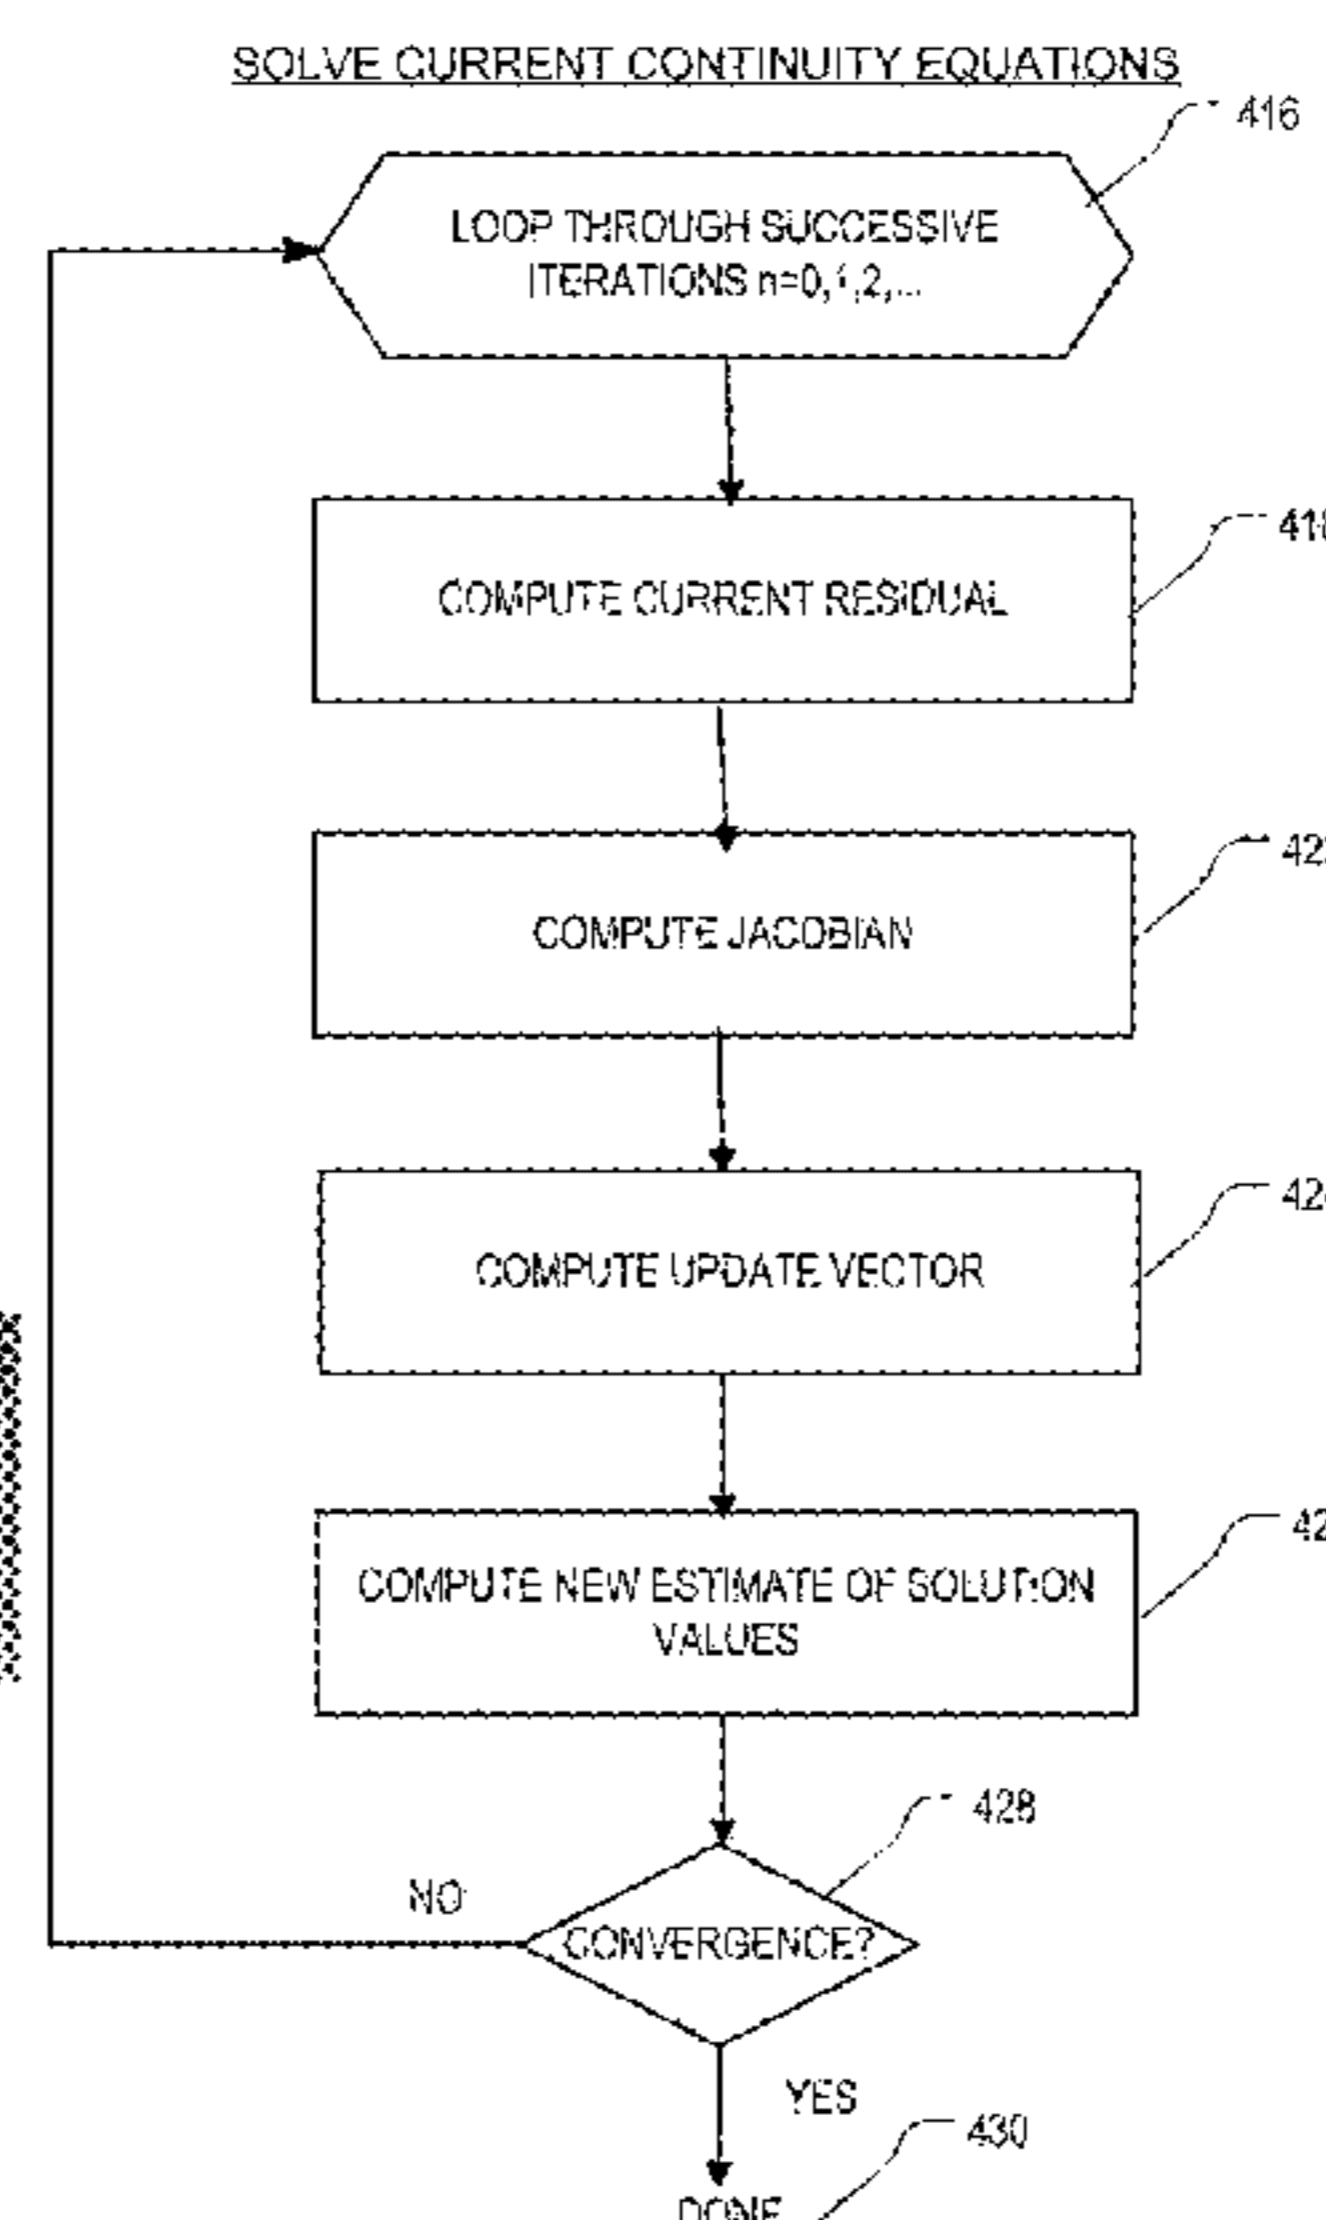 SOLVE CURRENT CONTINUITY EQUATIONS
416
LOOP THROUGH SUCCESSIVE
ITERATIONS n=0,1,2,...
COMPUTE CURRENT RESIDUAL
COMPUTE JACOBIAN
COMPUTE UPDATE VECTOR
COMPUTE NEW ESTIMATE OF SOLUTION
VALUES
428
NO
CONVERGENCE?
YES
430
DONE